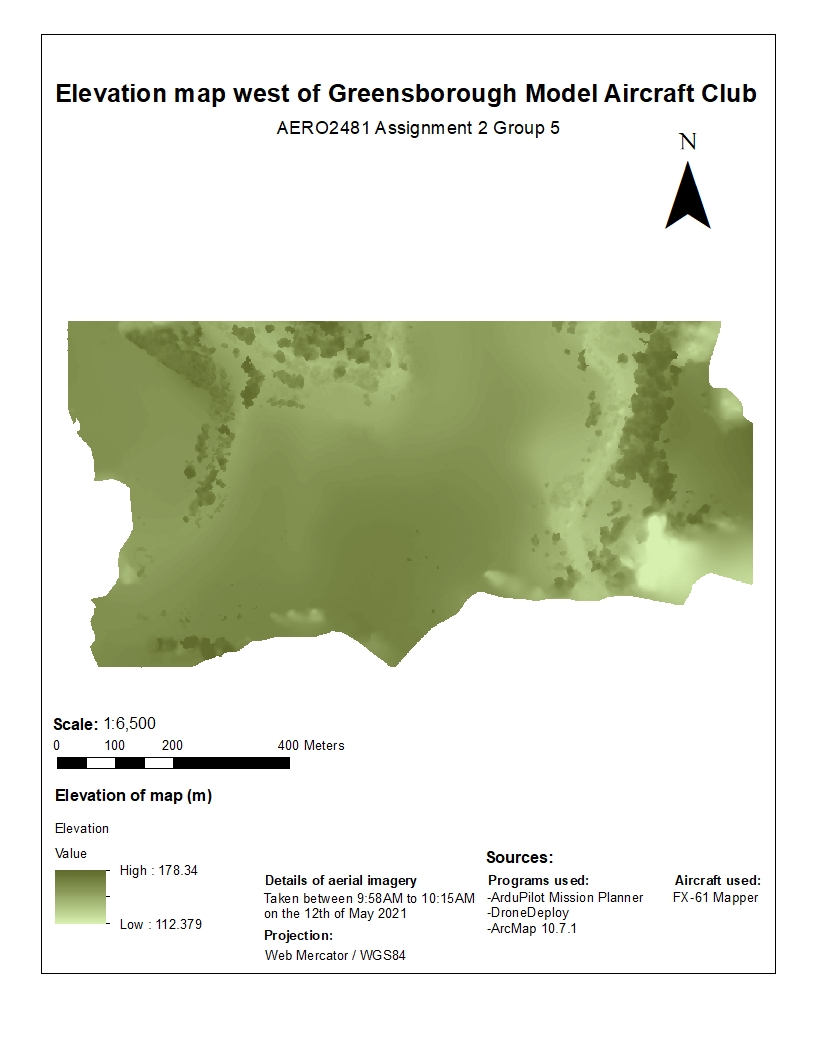 Elevation map west of Greensborough Model Aircraft Club
AERO2481 Assignment 2 Group 5
N
Scale: 1:6,500
0 100 200 400 Meters
Elevation of map (m)
Elevation
Value
High : 178.34
Low : 112.379
Details of aerial imagery
Taken between 9:58AM to 10:15AM
on the 12th of May 2021
Projection:
Web Mercator / WGS84
Sources:
Programs used:
-ArduPilot Mission Planner
-DroneDeploy
-ArcMap 10.7.1
Aircraft used:
FX-61 Mapper